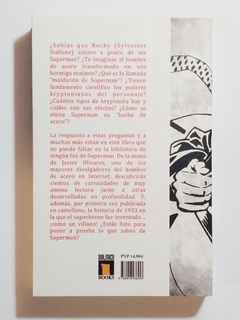 ¿Sabías que Rocky (Sylvester
Stallone) estuvo a punto de ser
Superman? ¿Te imaginas al hombre
de acero transformado en una
hormiga mutante? ¿Qué es la llamada
"maldición de Superman"? ¿Tienen
fundamento científico los poderes
kryptonianos del personaje?
¿Cuántos tipos de kryptonita hay y
cuáles son sus efectos? ¿Cómo se
afeita Superman su "barba de
acero"?
La respuesta a estas preguntas y a
muchas más están en este libro que
no puede faltar en la biblioteca de
ningún fan de Superman. De la mano
de Javier Olivares, uno de los
mayores divulgadores del hombre
de acero en Internet, descubrirás
cientos de curiosidades de muy
amena lectura junto a otras
desarrolladas en profundidad. Y,
además, por primera vez publicada
en castellano, la historia de 1933 en
la que el superhéroe fue inventado...
¡como un villano! ¿Estás listo para
poner a prueba lo que sabes de
Superman?
BOOKS
PVP 14,90€